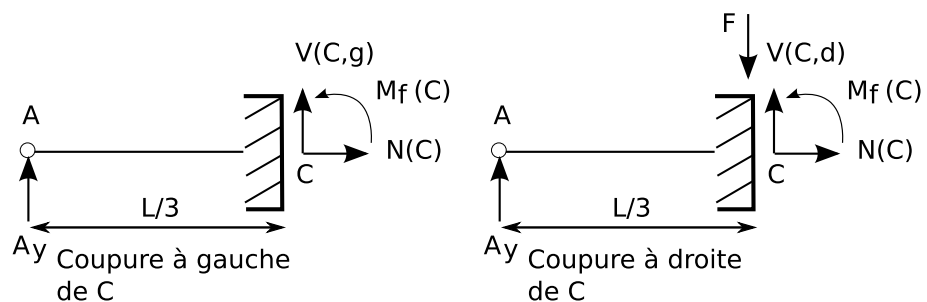 V(C,g)
Mf (C)
A
N(C)
C
L/3
Ay
Coupure à gauche
de C
F
V(C,d)
Mf (C)
A
N(C)
C
L/3
Ay
Coupure à droite
de C